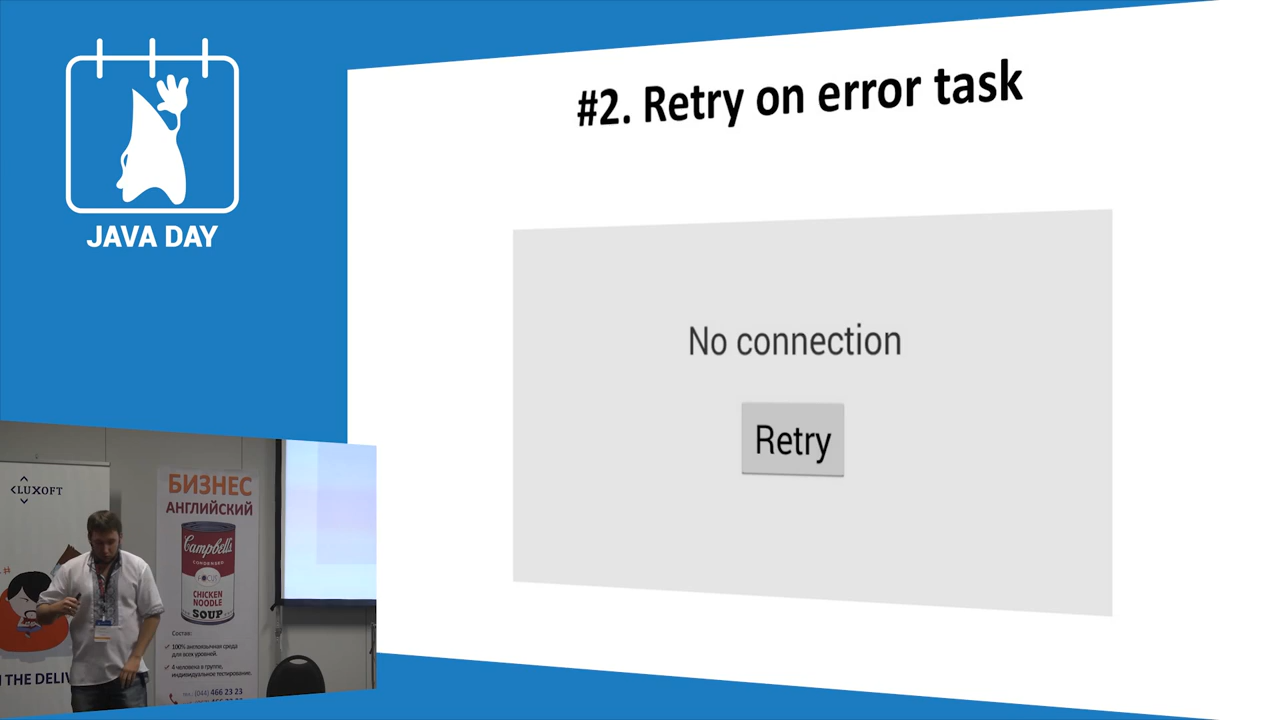 JAVA DAY
#2. Retry on error task
No connection
Retry
LUXOFT
THE DELIV
БИЗНЕС
АНГЛИЙСКИЙ
Campbell's
CONDENSED
FOCUS
CHICKEN
NOODLE
SOUP
Состав:
100% англоязычная среда
для всех уровней.
4 человека в группе,
индивидуальное тестирование.
тел.: (044) 466 23 23